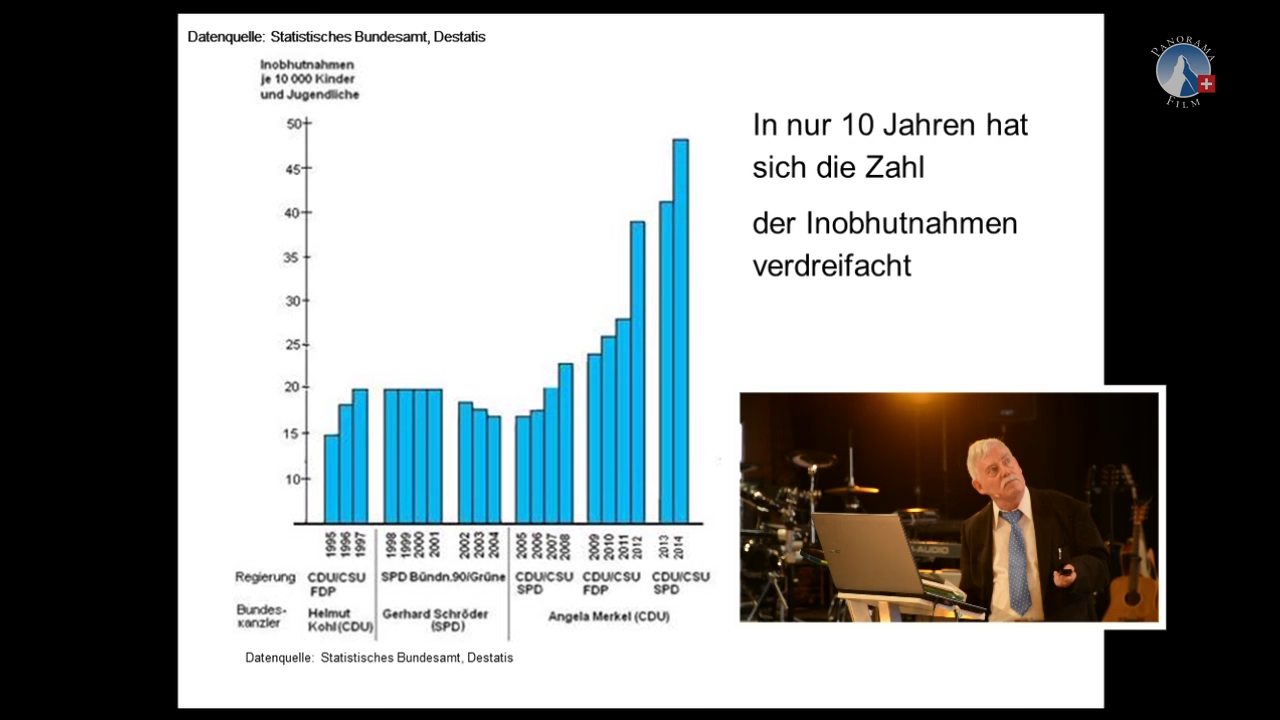 Datenquelle: Statistisches Bundesamt, Destatis
PANORAMA
FILM
Inobhutnahmen
je 10 000 Kinder
und Jugendliche
In nur 10 Jahren hat
sich die Zahl
der Inobhutnahmen
verdreifacht
50
45
40
35
30
25
20
15
10
1995 1996 1997 1998 1999 2000 2001 2002 2003 2004 2005 2006 2007 2008 2009 2010 2011 2012 2013 2014
Regierung CDU/CSU SPD Bündn.90/Grüne CDU/CSU CDU/CSU CDU/CSU
FDP SPD FDP SPD
Bundes- Helmut Gerhard Schröder Angela Merkel (CDU)
kanzler Kohl (CDU) (SPD)
Datenquelle: Statistisches Bundesamt, Destatis